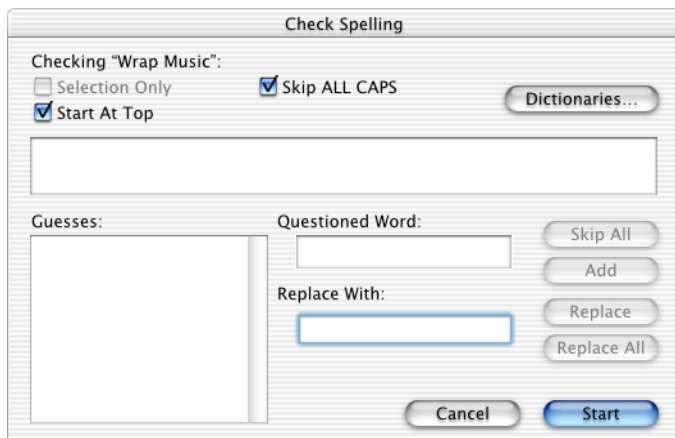 Check Spelling
Checking “Wrap Music”:
Selection Only
Skip ALL CAPS
Dictionaries...
Start At Top
Guesses:
Questioned Word:
Skip All
Add
Replace With:
Replace
Replace All
Cancel
Start